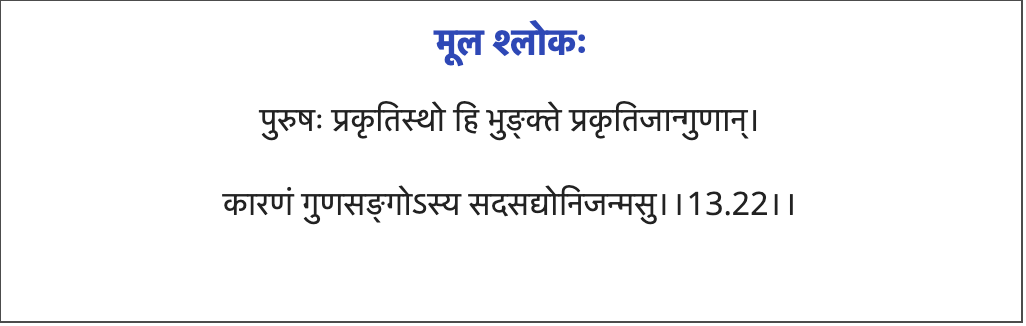 मूल श्लोकः
पुरुषः प्रकृतिस्थो हि भुङ्क्ते प्रकृतिजान्गुणान्।
कारणं गुणसङ्गोऽस्य सदसद्योनिजन्मसु।।13.22।।